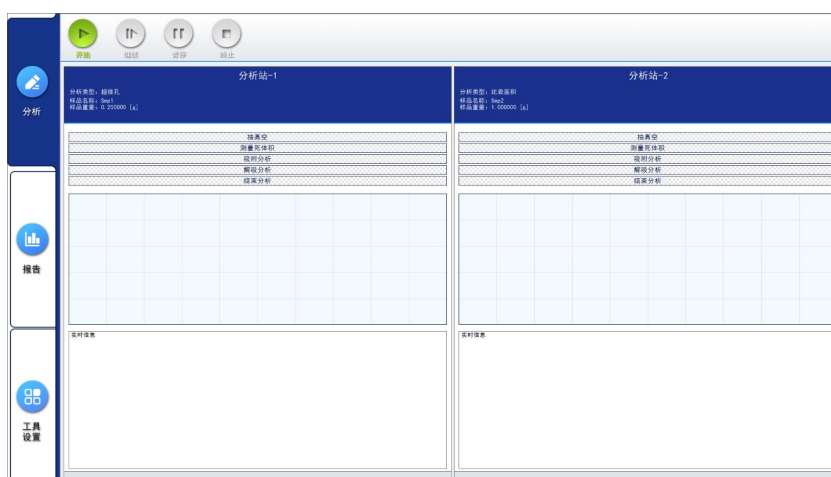 开始
继续
暂停
终止
分析
报告
工具
设置
分析站-1
分析类型：超微孔
样品名称：Smp1
样品重量：0.250000 [g]
抽真空
测量死体积
吸附分析
解吸分析
结束分析
实时信息
分析站-2
分析类型：比表面积
样品名称：Smp2
样品重量：1.000000 [g]
抽真空
测量死体积
吸附分析
解吸分析
结束分析
实时信息